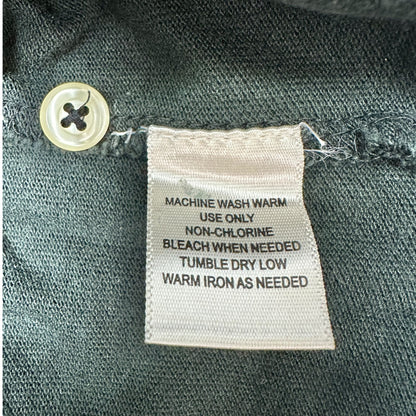 MACHINE WASH WARM
USE ONLY
NON-CHLORINE
BLEACH WHEN NEEDED
TUMBLE DRY LOW
WARM IRON AS NEEDED